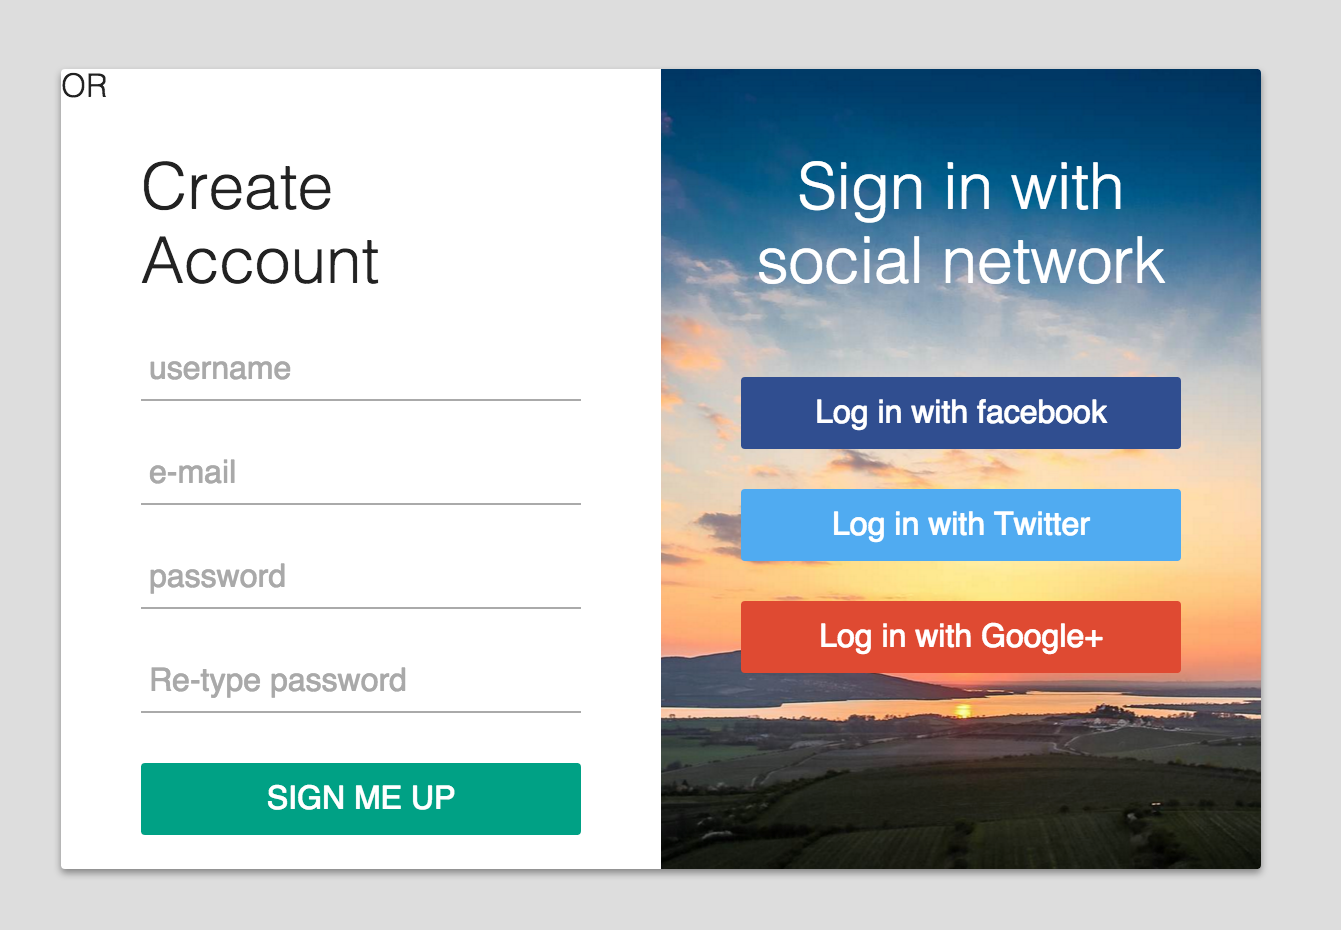 OR
Create
Account
username
e-mail
password
Re-type password
SIGN ME UP
Sign in with
social network
Log in with facebook
Log in with Twitter
Log in with Google+